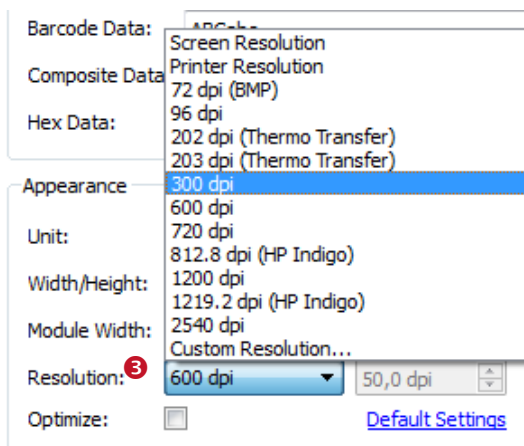 Barcode Data:
Composite Data
Hex Data:
Screen Resolution
Printer Resolution
72 dpi (BMP)
96 dpi
202 dpi (Thermo Transfer)
203 dpi (Thermo Transfer)
300 dpi
600 dpi
720 dpi
812.8 dpi (HP Indigo)
1200 dpi
1219.2 dpi (HP Indigo)
2540 dpi
Custom Resolution...
Appearance
Unit:
Width/Height:
Module Width:
Resolution: 3 600 dpi 50,0 dpi
Optimize: Default Settings